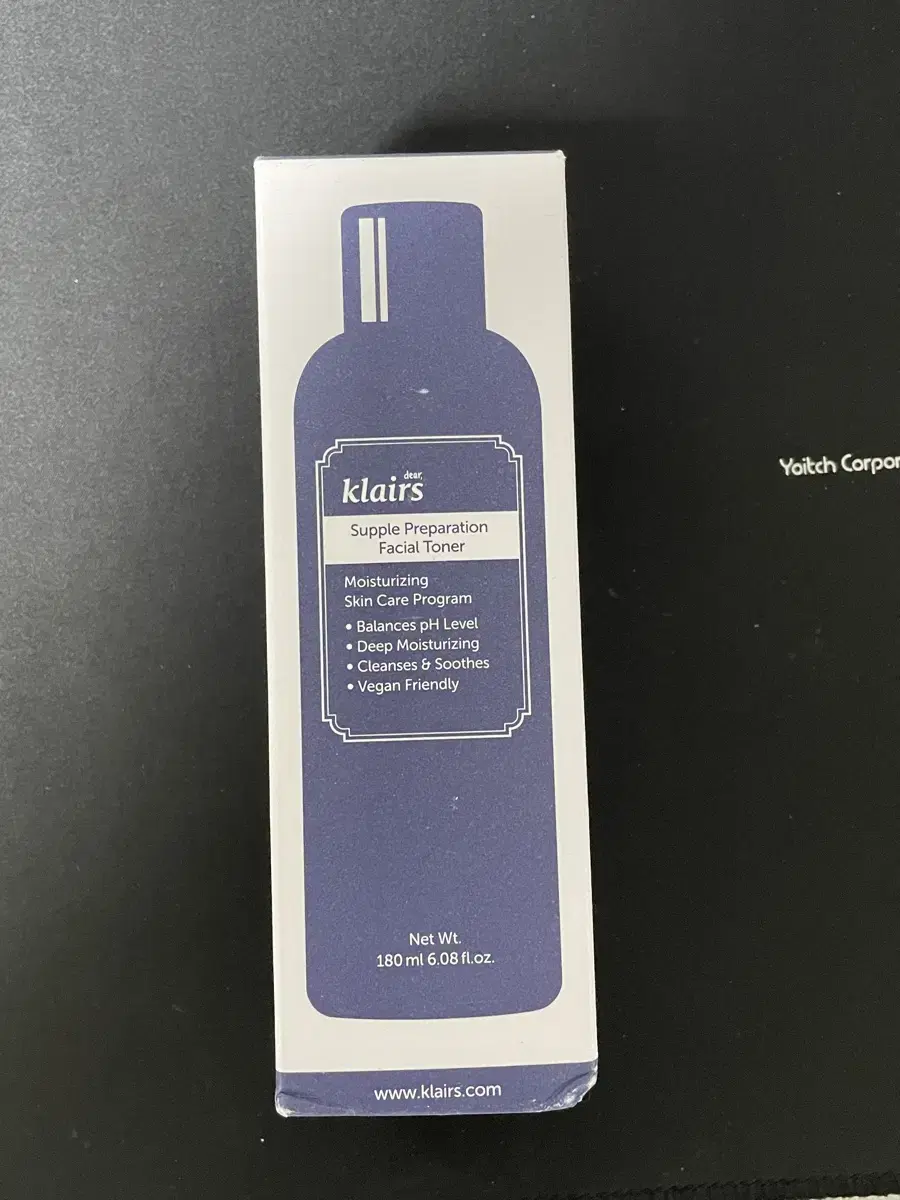 dear,
klairs
Supple Preparation
Facial Toner
Moisturizing
Skin Care Program
• Balances pH Level
• Deep Moisturizing
• Cleanses & Soothes
• Vegan Friendly
Net Wt.
180 ml 6.08 fl.oz.
www.klairs.com
Yoitch